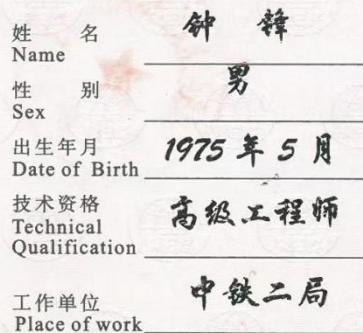 姓 名 钟 锋
Name
性 别 男
Sex
出生年月 1975 年 5 月
Date of Birth
技术资格 高级工程师
Technical
Qualification
工作单位 中铁二局
Place of work